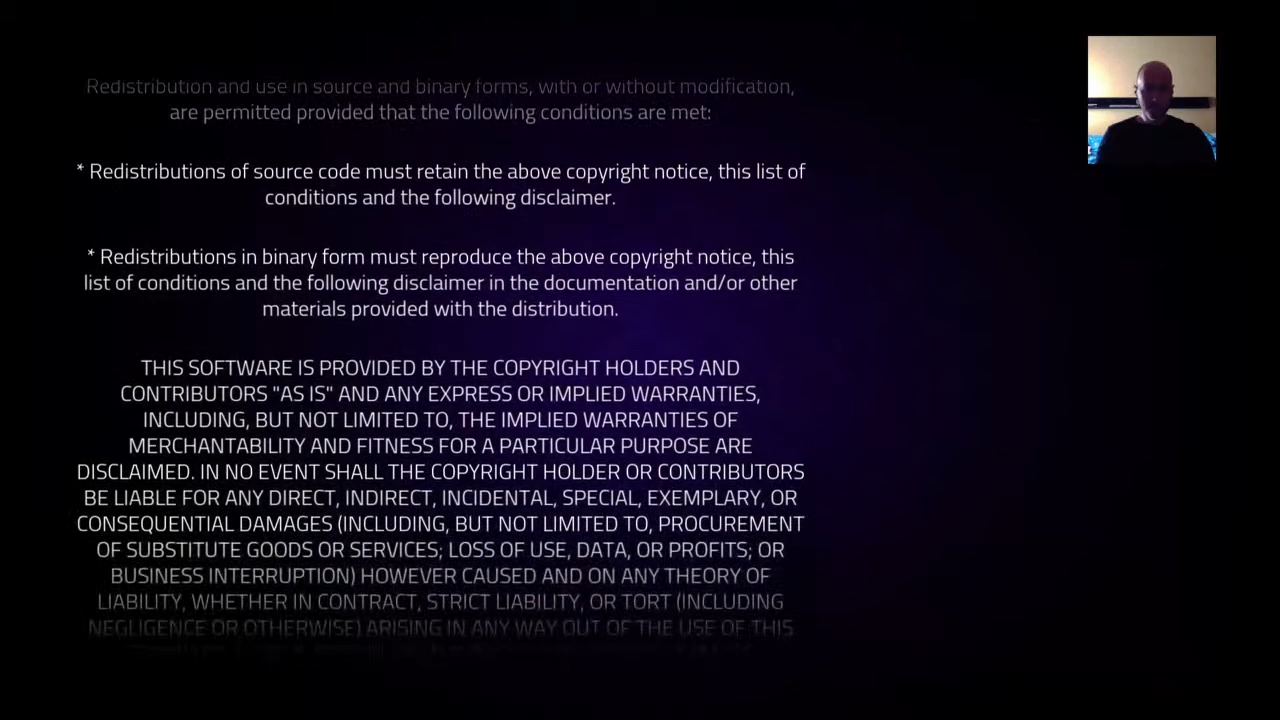 Redistribution and use in source and binary forms, with or without modification,
are permitted provided that the following conditions are met:
* Redistributions of source code must retain the above copyright notice, this list of
conditions and the following disclaimer.
* Redistributions in binary form must reproduce the above copyright notice, this
list of conditions and the following disclaimer in the documentation and/or other
materials provided with the distribution.
THIS SOFTWARE IS PROVIDED BY THE COPYRIGHT HOLDERS AND
CONTRIBUTORS "AS IS" AND ANY EXPRESS OR IMPLIED WARRANTIES,
INCLUDING, BUT NOT LIMITED TO, THE IMPLIED WARRANTIES OF
MERCHANTABILITY AND FITNESS FOR A PARTICULAR PURPOSE ARE
DISCLAIMED. IN NO EVENT SHALL THE COPYRIGHT HOLDER OR CONTRIBUTORS
BE LIABLE FOR ANY DIRECT, INDIRECT, INCIDENTAL, SPECIAL, EXEMPLARY, OR
CONSEQUENTIAL DAMAGES (INCLUDING, BUT NOT LIMITED TO, PROCUREMENT
OF SUBSTITUTE GOODS OR SERVICES; LOSS OF USE, DATA, OR PROFITS; OR
BUSINESS INTERRUPTION) HOWEVER CAUSED AND ON ANY THEORY OF
LIABILITY, WHETHER IN CONTRACT, STRICT LIABILITY, OR TORT (INCLUDING
NEGLIGENCE OR OTHERWISE) ARISING IN ANY WAY OUT OF THE USE OF THIS